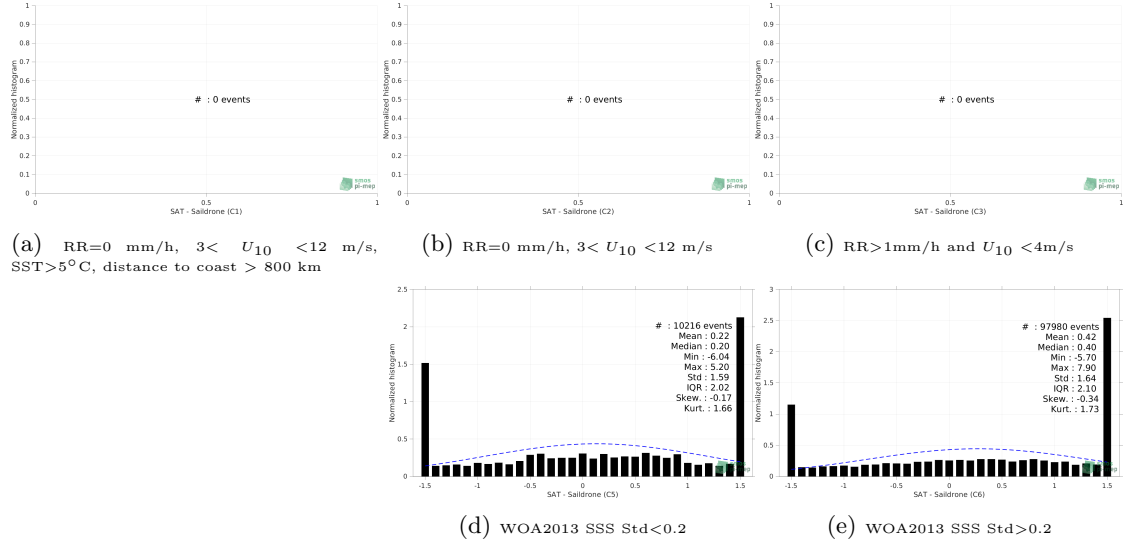 1
0.9
0.8
0.7
0.6
0.5
0.4
0.3
0.2
0.1
0
Normalized histogram
# : 0 events
smos
pi-mep
0 0.5 1
SAT - Saildrone (C1)
(a) RR=0 mm/h, 3< U10 <12 m/s,
SST>5°C, distance to coast > 800 km
1
0.9
0.8
0.7
0.6
0.5
0.4
0.3
0.2
0.1
0
Normalized histogram
# : 0 events
smos
pi-mep
0 0.5 1
SAT - Saildrone (C2)
(b) RR=0 mm/h, 3< U10 <12 m/s
1
0.9
0.8
0.7
0.6
0.5
0.4
0.3
0.2
0.1
0
Normalized histogram
# : 0 events
smos
pi-mep
0 0.5 1
SAT - Saildrone (C3)
(c) RR>1mm/h and U10 <4m/s
2.5
2
1.5
1
0.5
0
Normalized histogram
# : 10216 events
Mean : 0.22
Median : 0.20
Min : -6.04
Max : 5.20
Std : 1.59
IQR : 2.02
Skew. : -0.17
Kurt. : 1.66
-1.5 -1 -0.5 0 0.5 1 1.5
SAT - Saildrone (C5)
(d) WOA2013 SSS Std<0.2
3
2.5
2
1.5
1
0.5
0
Normalized histogram
# : 97980 events
Mean : 0.42
Median : 0.40
Min : -5.70
Max : 7.90
Std : 1.64
IQR : 2.10
Skew. : -0.34
Kurt. : 1.73
-1.5 -1 -0.5 0 0.5 1 1.5
SAT - Saildrone (C6)
(e) WOA2013 SSS Std>0.2